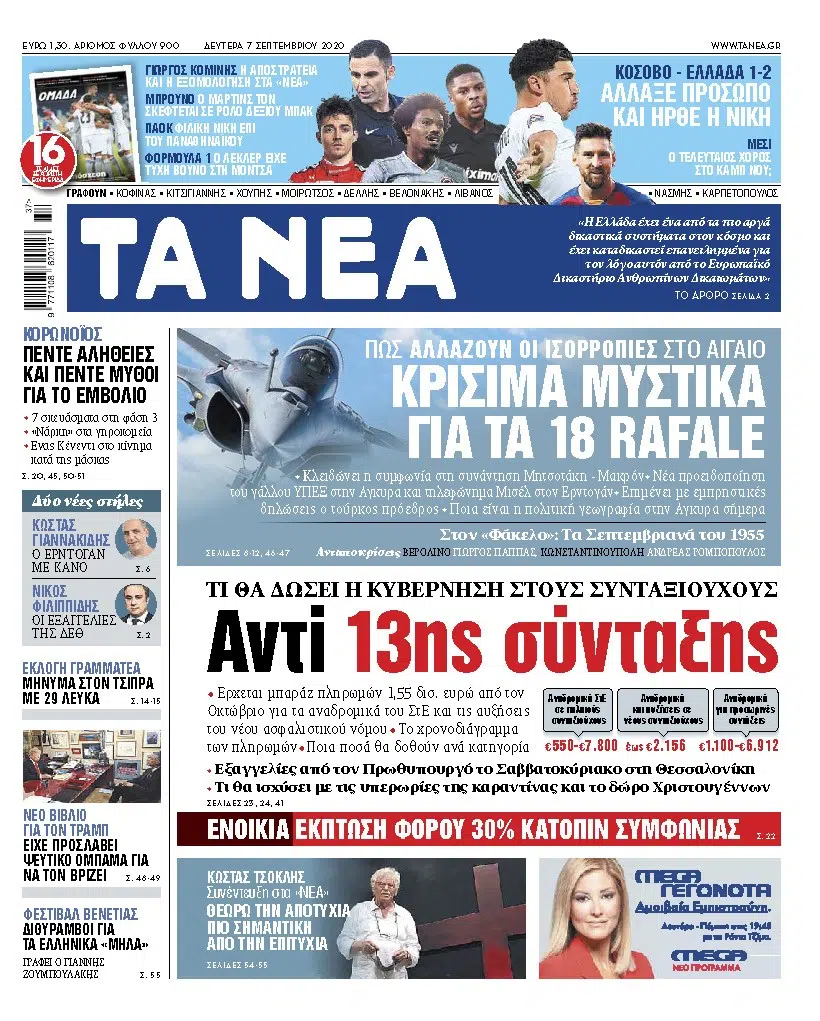 ΕΥΡΩ 1,30. ΑΡΙΘΜΟΣ ΦΥΛΛΟΥ 900
ΔΕΥΤΕΡΑ 7 ΣΕΠΤΕΜΒΡΙΟΥ 2020
WWW.TANEA.GR
ΟΜΑΔΑ
16
ΓΙΩΡΓΟΣ ΚΟΜΙΝΗΣ Η ΑΠΟΣΤΡΑΤΕΙΑ
ΚΑΙ Η ΕΞΟΜΟΛΟΓΗΣΗ ΣΤΑ «ΝΕΑ»
ΜΠΡΟΥΝΟ Ο ΜΑΡΤΙΝΣ ΤΟΝ
ΣΚΕΦΤΕΤΑΙ ΣΕ ΡΟΛΟ ΔΕΞΙΟΥ ΜΠΑΚ
ΠΑΟΚ ΦΙΛΙΚΗ ΝΙΚΗ ΕΠΙ
ΤΟΥ ΠΑΝΑΘΗΝΑΪΚΟΥ
ΦΟΡΜΟΥΛΑ 1 Ο ΛΕΚΛΕΡ ΕΙΧΕ
ΤΥΧΗ ΒΟΥΝΟ ΣΤΗ ΜΟΝΤΣΑ
ΚΟΣΟΒΟ - ΕΛΛΑΔΑ 1-2
ΑΛΛΑΞΕ ΠΡΟΣΩΠΟ
ΚΑΙ ΗΡΘΕ Η ΝΙΚΗ
ΜΕΣΙ
Ο ΤΕΛΕΥΤΑΙΟΣ ΧΟΡΟΣ
ΣΤΟ ΚΑΜΠ ΝΟΥ;
ΓΡΑΦΟΥΝ • ΚΟΦΙΝΑΣ • ΚΙΤΣΙΓΙΑΝΝΗΣ • ΧΟΥΠΗΣ • ΜΟΙΡΩΤΣΟΣ • ΔΕΛΛΗΣ • ΒΕΛΟΝΑΚΗΣ • ΛΙΒΑΝΟΣ
• ΝΑΣΜΗΣ • ΚΑΡΠΕΤΟΠΟΥΛΟΣ
37>
9 771108 620117
ΤΑ ΝΕΑ
«Η Ελλάδα έχει ένα από τα πιο αργά
δικαστικά συστήματα στον κόσμο και
έχει καταδικαστεί επανειλημμένα για
τον λόγο αυτόν από το Ευρωπαϊκό
Δικαστήριο Ανθρωπίνων Δικαιωμάτων»
ΤΟ ΑΡΘΡΟ ΣΕΛΙΔΑ 2
ΚΟΡΩΝΟΪΟΣ
ΠΕΝΤΕ ΑΛΗΘΕΙΕΣ
ΚΑΙ ΠΕΝΤΕ ΜΥΘΟΙ
ΓΙΑ ΤΟ ΕΜΒΟΛΙΟ
• 7 σκευάσματα στη φάση 3
• «Νάρκη» στα γηροκομεία
• Ενας Κένεντι στο κίνημα
κατά της μάσκας
Σ. 20, 45, 50-51
Δύο νέες στήλες
ΚΩΣΤΑΣ
ΓΙΑΝΝΑΚΙΔΗΣ
Ο ΕΡΝΤΟΓΑΝ
ΜΕ ΚΑΝΟ Σ. 6
ΝΙΚΟΣ
ΦΙΛΙΠΠΙΔΗΣ
ΟΙ ΕΞΑΓΓΕΛΙΕΣ
ΤΗΣ ΔΕΘ Σ. 2
ΕΚΛΟΓΗ ΓΡΑΜΜΑΤΕΑ
ΜΗΝΥΜΑ ΣΤΟΝ ΤΣΙΠΡΑ
ΜΕ 29 ΛΕΥΚΑ Σ. 14-15
ΝΕΟ ΒΙΒΛΙΟ
ΓΙΑ ΤΟΝ ΤΡΑΜΠ
ΕΙΧΕ ΠΡΟΣΛΑΒΕΙ
ΨΕΥΤΙΚΟ ΟΜΠΑΜΑ ΓΙΑ
ΝΑ ΤΟΝ ΒΡΙΖΕΙ Σ. 48-49
ΦΕΣΤΙΒΑΛ ΒΕΝΕΤΙΑΣ
ΔΙΘΥΡΑΜΒΟΙ ΓΙΑ
ΤΑ ΕΛΛΗΝΙΚΑ «ΜΗΛΑ»
ΓΡΑΦΕΙ Ο ΓΙΑΝΝΗΣ
ΖΟΥΜΠΟΥΛΑΚΗΣ Σ. 55
ΠΩΣ ΑΛΛΑΖΟΥΝ ΟΙ ΙΣΟΡΡΟΠΙΕΣ ΣΤΟ ΑΙΓΑΙΟ
ΚΡΙΣΙΜΑ ΜΥΣΤΙΚΑ
ΓΙΑ ΤΑ 18 RAFALE
• Κλειδώνει η συμφωνία στη συνάντηση Μητσοτάκη - Μακρόν • Νέα προειδοποίηση
του γάλλου ΥΠΕΞ στην Αγκυρα και τηλεφώνημα Μισέλ στον Ερντογάν • Επιμένει με εμπρηστικές
δηλώσεις ο τούρκος πρόεδρος • Ποια είναι η πολιτική γεωγραφία στην Αγκυρα σήμερα
Στον «Φάκελο»: Τα Σεπτεμβριανά του 1955
ΣΕΛΙΔΕΣ 6-12, 46-47 Ανταποκρίσεις ΒΕΡΟΛΙΝΟ ΓΙΩΡΓΟΣ ΠΑΠΠΑΣ, ΚΩΝΣΤΑΝΤΙΝΟΥΠΟΛΗ ΑΝΔΡΕΑΣ ΡΟΜΠΟΠΟΥΛΟΣ
ΤΙ ΘΑ ΔΩΣΕΙ Η ΚΥΒΕΡΝΗΣΗ ΣΤΟΥΣ ΣΥΝΤΑΞΙΟΥΧΟΥΣ
Αντί 13ης σύνταξης
• Ερχεται μπαράζ πληρωμών 1,55 δισ. ευρώ από τον
Οκτώβριο για τα αναδρομικά του ΣτΕ και τις αυξήσεις
του νέου ασφαλιστικού νόμου • Το χρονοδιάγραμμα
των πληρωμών • Ποια ποσά θα δοθούν ανά κατηγορία
Αναδρομικά ΣτΕ
σε παλαιούς
συνταξιούχους
€550-€7.800
Αναδρομικά
και αυξήσεις σε
νέους συνταξιούχους
έως €2.156
Αναδρομικά
για προσωρινές
συντάξεις
€1.100-€6.912
• Εξαγγελίες από τον Πρωθυπουργό το Σαββατοκύριακο στη Θεσσαλονίκη
• Τι θα ισχύσει με τις υπερωρίες της καραντίνας και το δώρο Χριστουγέννων
ΣΕΛΙΔΕΣ 23, 24, 41
ΕΝΟΙΚΙΑ ΕΚΠΤΩΣΗ ΦΟΡΟΥ 30% ΚΑΤΟΠΙΝ ΣΥΜΦΩΝΙΑΣ Σ. 22
ΚΩΣΤΑΣ ΤΣΟΚΛΗΣ
Συνέντευξη στα «ΝΕΑ»
ΘΕΩΡΩ ΤΗΝ ΑΠΟΤΥΧΙΑ
ΠΙΟ ΣΗΜΑΝΤΙΚΗ
ΑΠΟ ΤΗΝ ΕΠΙΤΥΧΙΑ
ΣΕΛΙΔΕΣ 54-55
MEGA
ΓΕΓΟΝΟΤΑ
Αμοιβαία Εμπιστοσύνη.
Δευτέρα - Πέμπτη στις 19:45
με τη Ράνια Τζίμα.
MEGA
ΝΕΟ ΠΡΟΓΡΑΜΜΑ